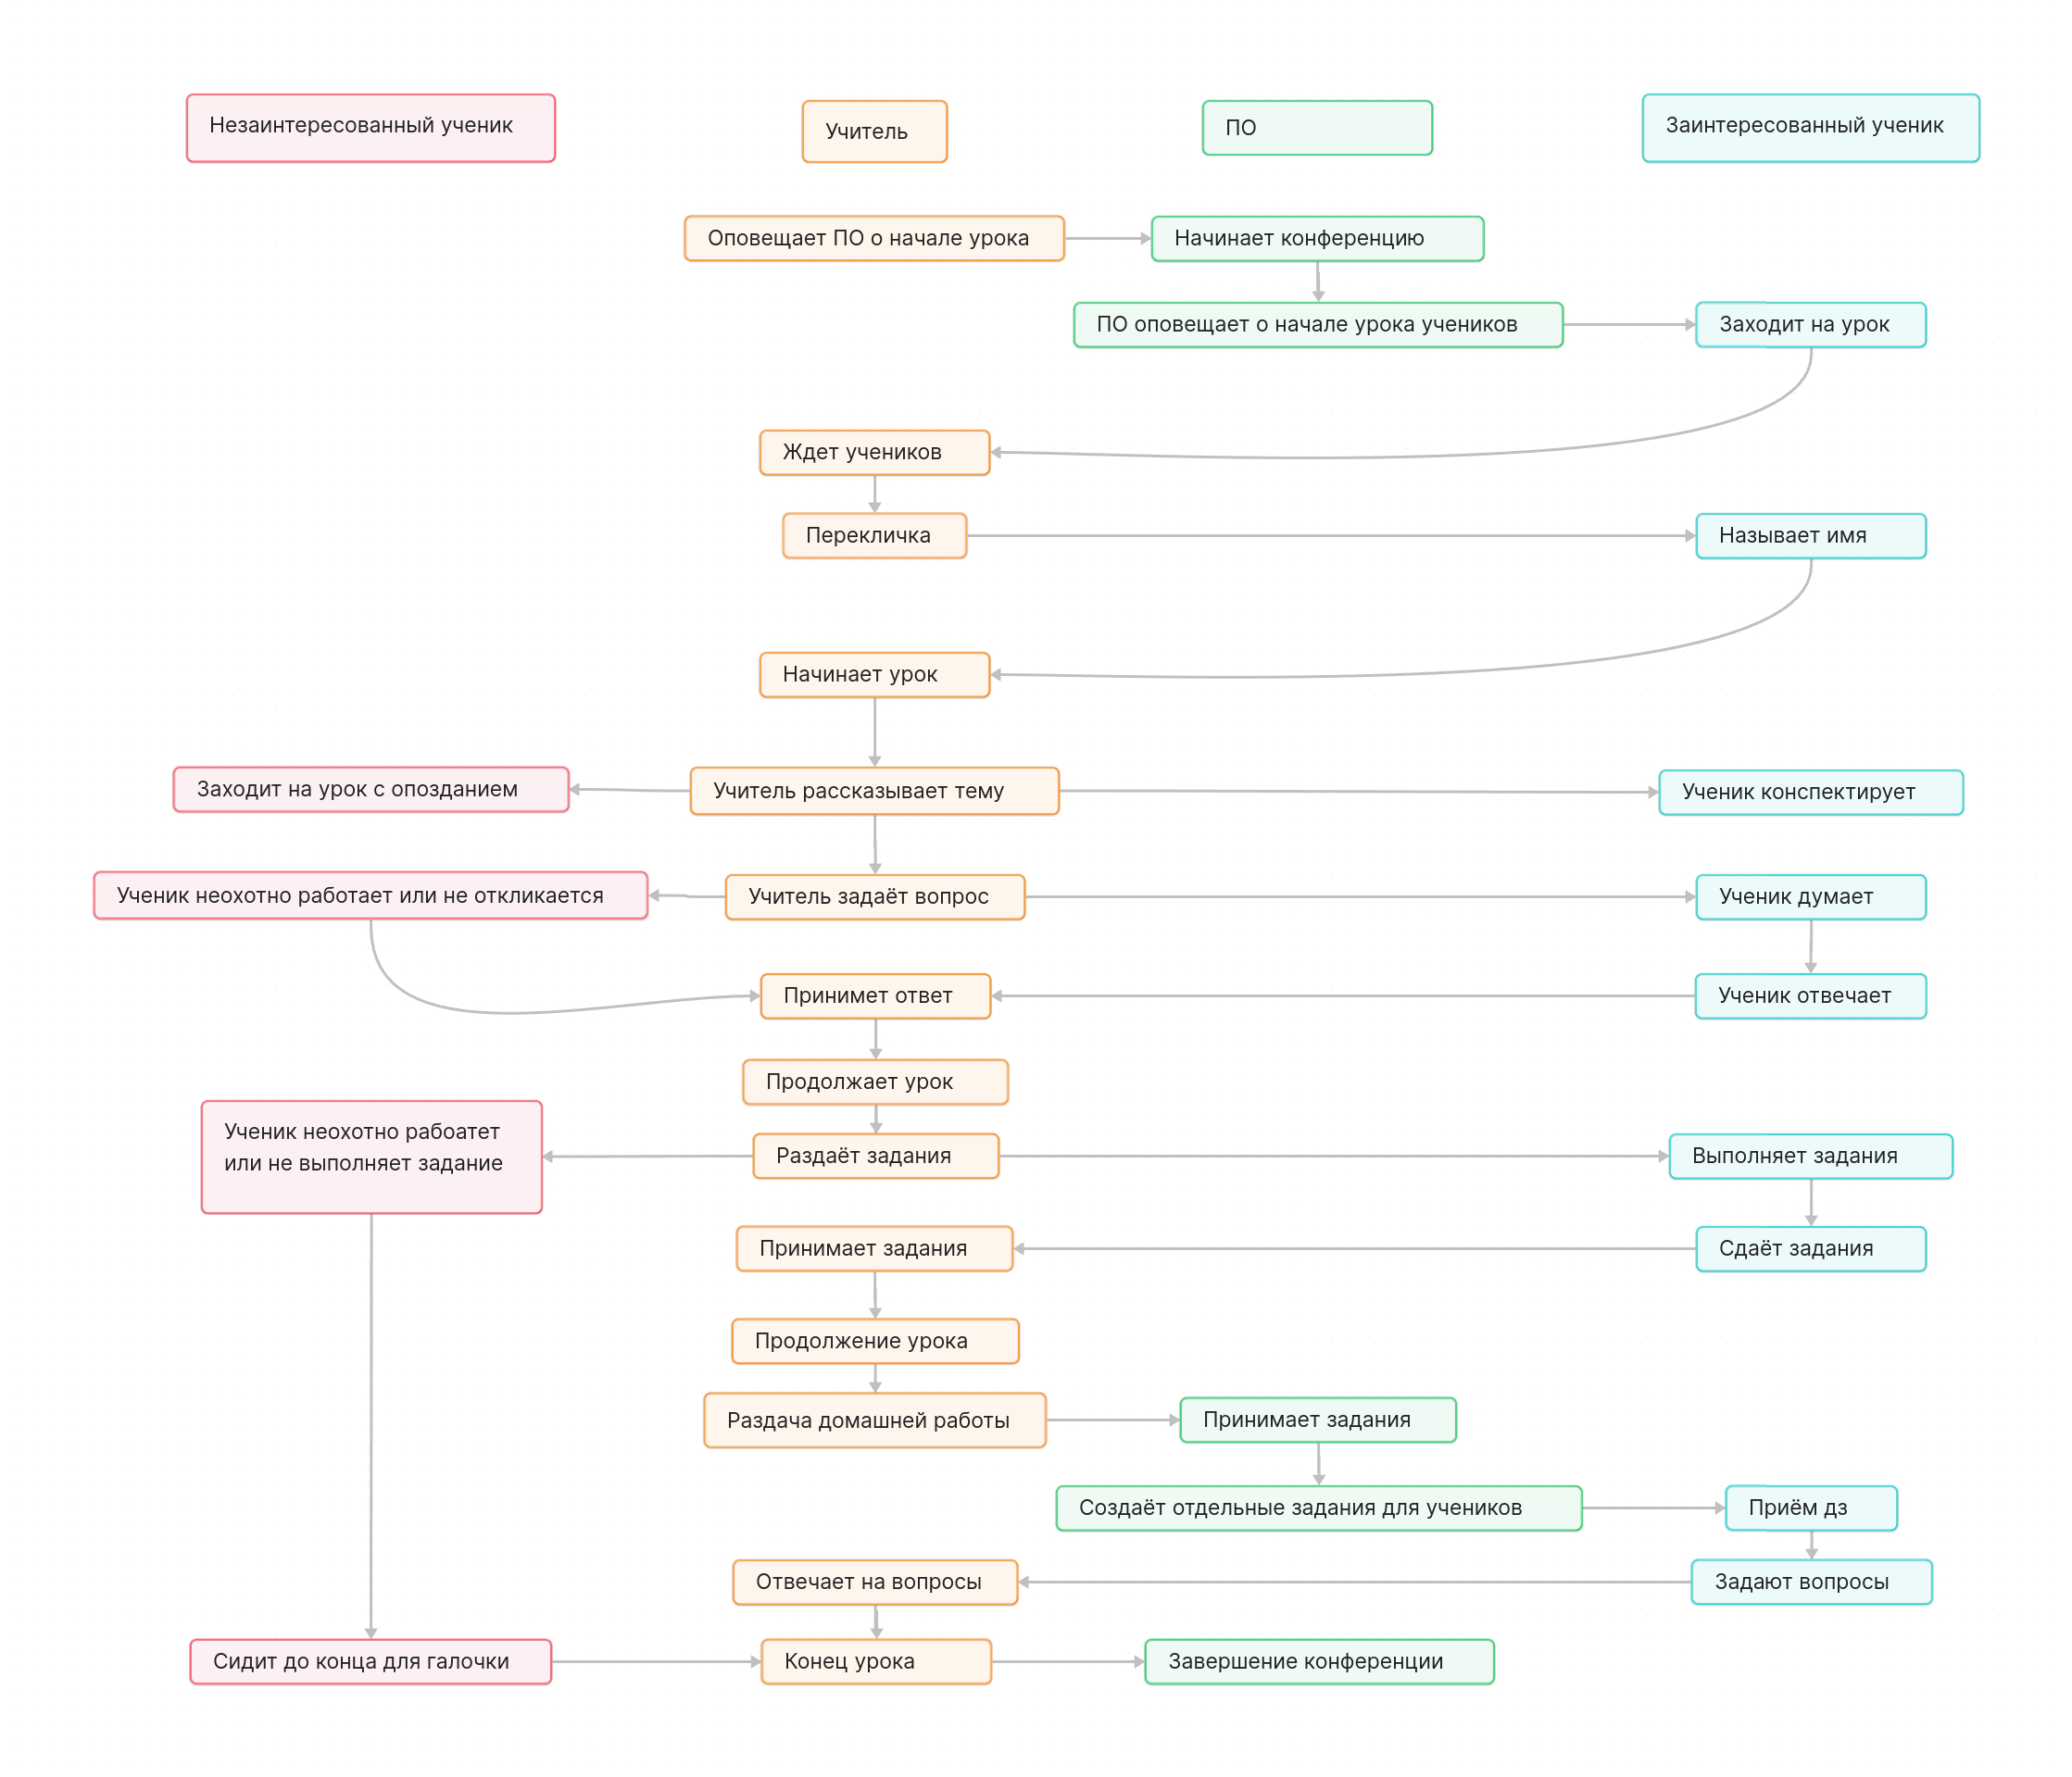 Незаинтересованный ученик
Учитель
ПО
Заинтересованный ученик
Оповещает ПО о начале урока
Начинает конференцию
ПО оповещает о начале урока учеников
Заходит на урок
Ждет учеников
Перекличка
Называет имя
Начинает урок
Заходит на урок с опозданием
Учитель рассказывает тему
Ученик конспектирует
Ученик неохотно работает или не откликается
Учитель задаёт вопрос
Ученик думает
Принимет ответ
Ученик отвечает
Продолжает урок
Ученик неохотно рабоатет
или не выполняет задание
Раздаёт задания
Выполняет задания
Принимает задания
Сдаёт задания
Продолжение урока
Раздача домашней работы
Принимает задания
Создаёт отдельные задания для учеников
Приём дз
Отвечает на вопросы
Задают вопросы
Сидит до конца для галочки
Конец урока
Завершение конференции